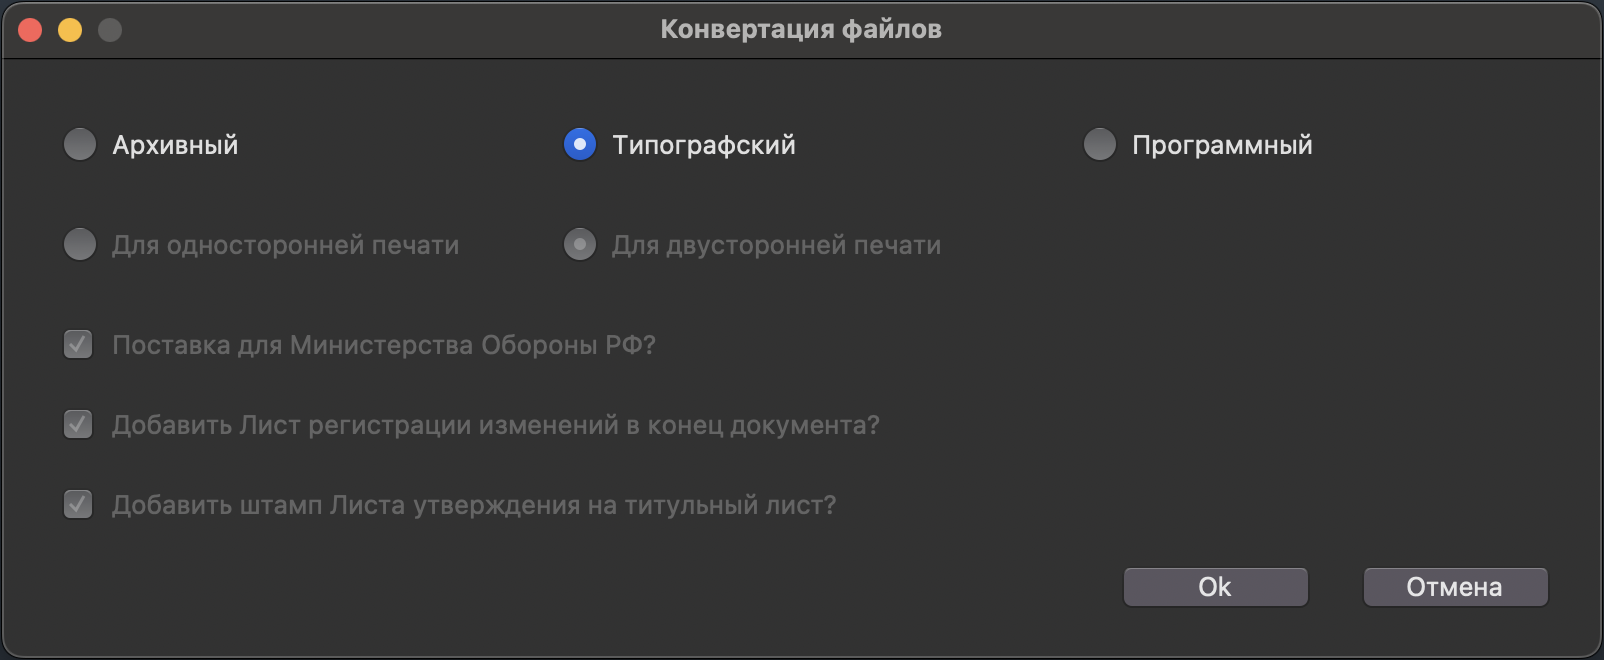 Конвертация файлов
Архивный Типографский Программный
Для односторонней печати Для двусторонней печати
Поставка для Министерства Обороны РФ?
Добавить Лист регистрации изменений в конец документа?
Добавить штамп Листа утверждения на титульный лист?
Ok Отмена